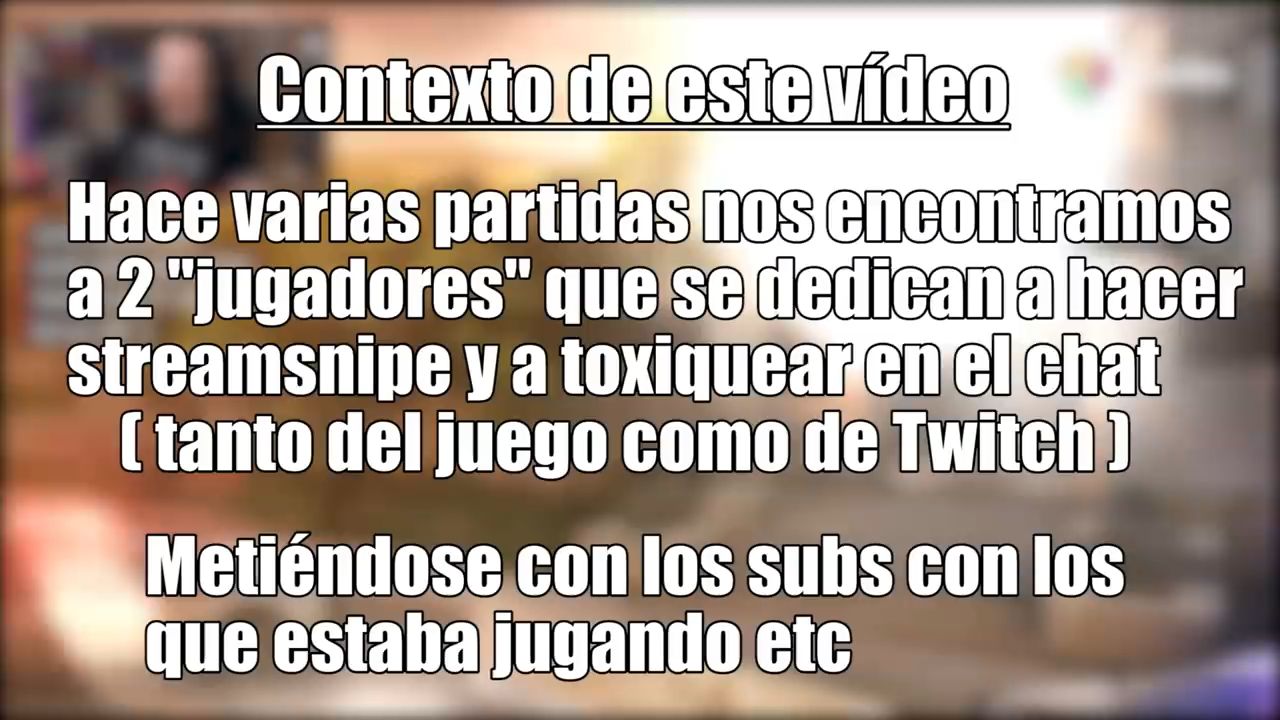 Contexto de este vídeo
Hace varias partidas nos encontramos
a 2 "jugadores" que se dedican a hacer
streamsnipe y a toxiquear en el chat
( tanto del juego como de Twitch )
Metiéndose con los subs con los
que estaba jugando etc